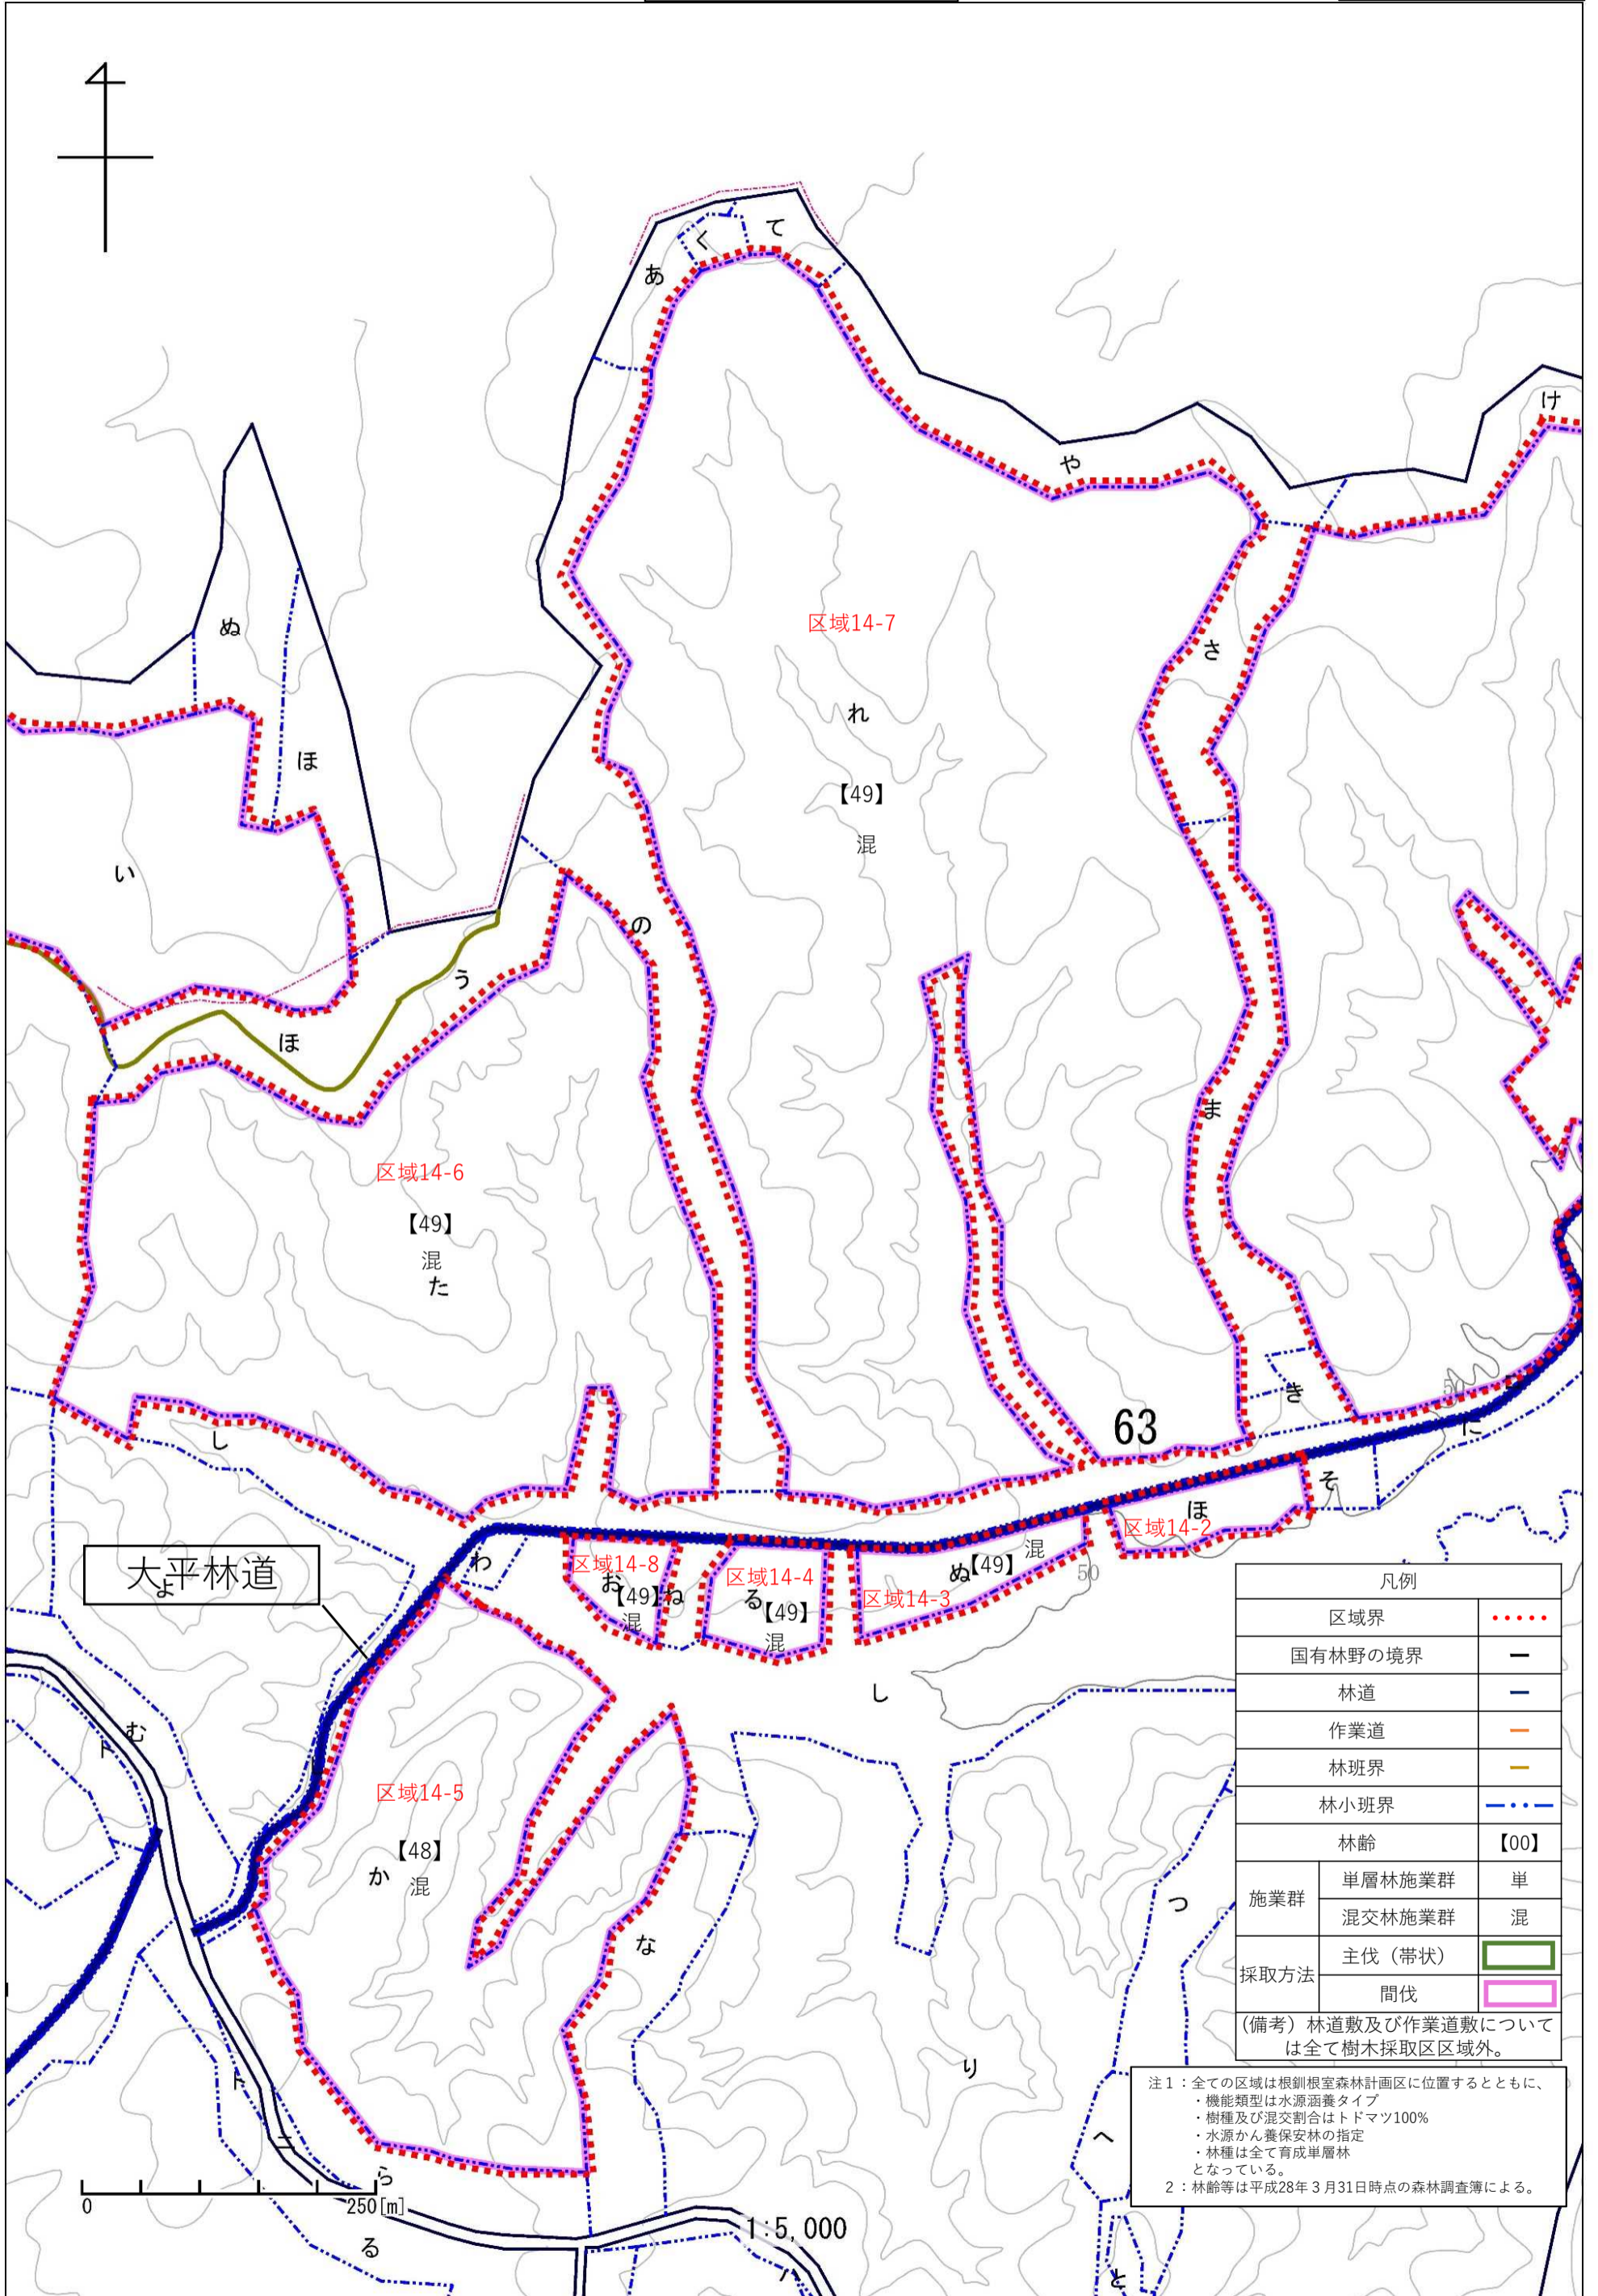 く
て
あ
け
や
区域14-7
ぬ
さ
れ
ほ
【49】
混
い
の
う
ほ
ま
区域14-6
【49】
混
た
き
63
50
に
し
そ
ほ
区域14-2
わ
区域14-8
お
【49】
混
ね
区域14-4
る
【49】
混
区域14-3
ぬ
【49】
混
50
大平林道
よ
し
む
ト
区域14-5
【48】
か
混
な
つ
り
へ
ト
ニ
ら
る
ハ
と
0
250[m]
1:5,000
凡例
区域界
国有林野の境界
林道
作業道
林班界
林小班界
林齢 【00】
施業群
単層林施業群 単
混交林施業群 混
採取方法
主伐（帯状）
間伐
(備考) 林道敷及び作業道敷について
は全て樹木採取区区域外。
注１：全ての区域は根釧根室森林計画区に位置するとともに、
・機能類型は水源涵養タイプ
・樹種及び混交割合はトドマツ100%
・水源かん養保安林の指定
・林種は全て育成単層林
となっている。
２：林齢等は平成28年３月31日時点の森林調査簿による。